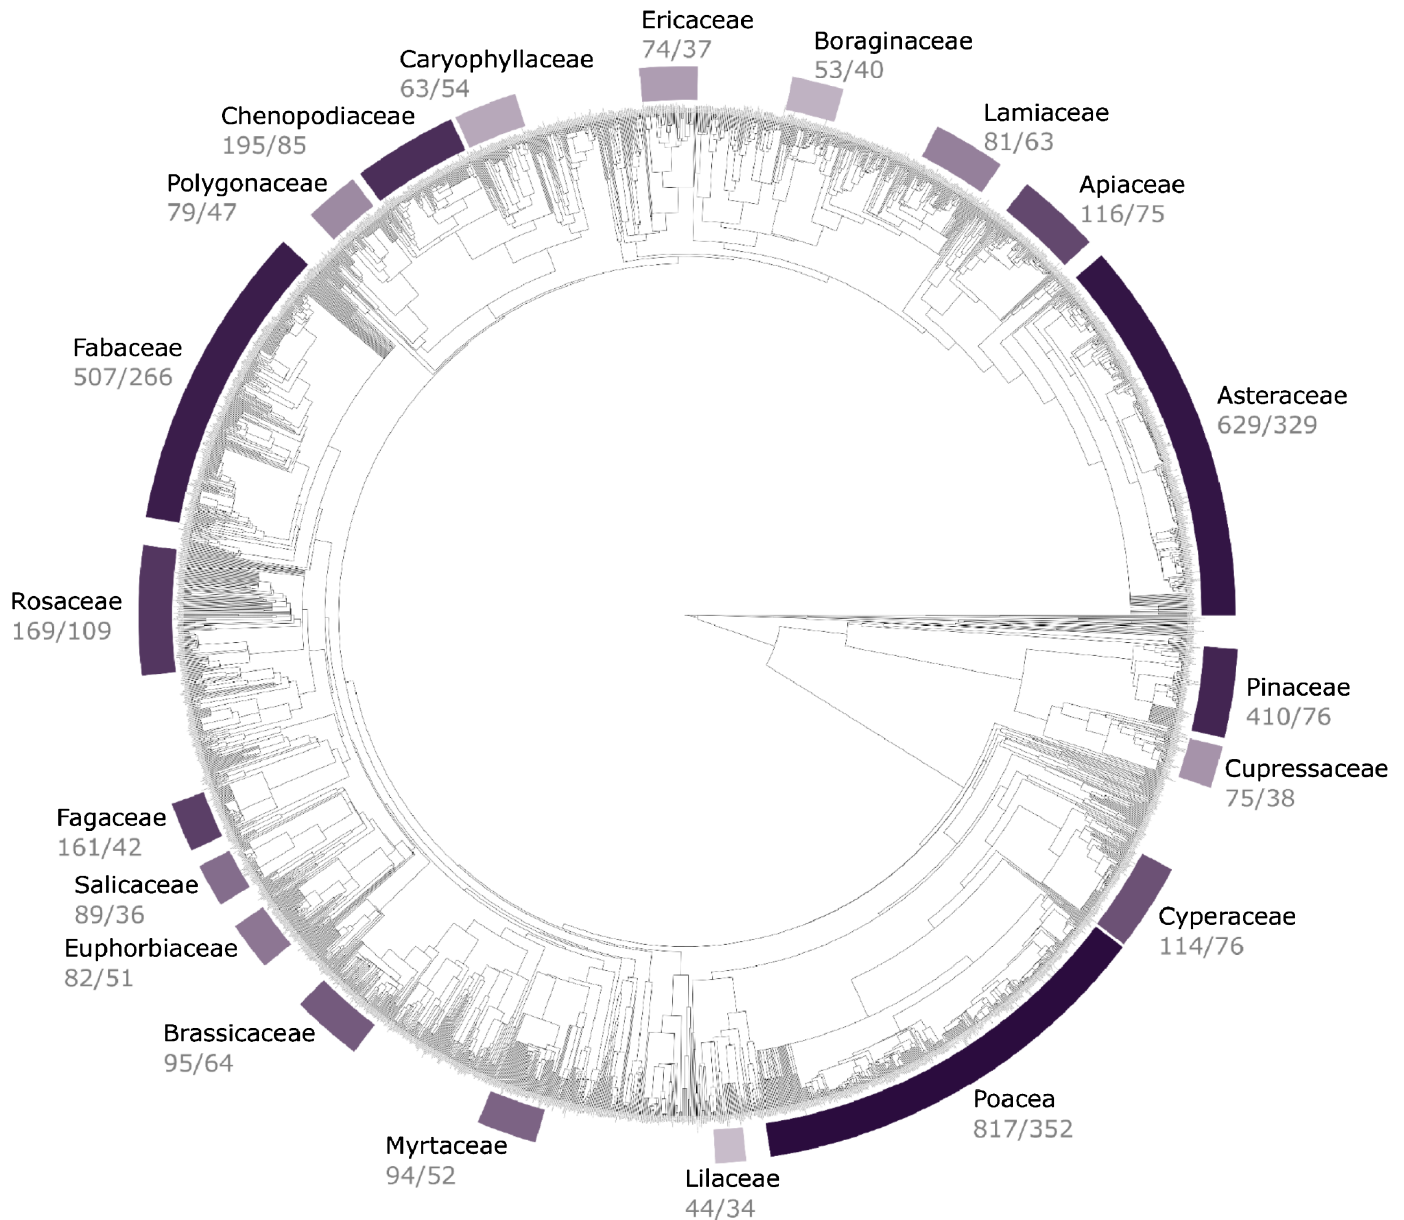 Ericaceae
74/37
Boraginaceae
53/40
Caryophyllaceae
63/54
Lamiaceae
81/63
Chenopodiaceae
195/85
Apiaceae
116/75
Polygonaceae
79/47
Fabaceae
507/266
Asteraceae
629/329
Rosaceae
169/109
Pinaceae
410/76
Cupressaceae
75/38
Fagaceae
161/42
Salicaceae
89/36
Cyperaceae
114/76
Euphorbiaceae
82/51
Brassicaceae
95/64
Poacea
817/352
Myrtaceae
94/52
Lilaceae
44/34